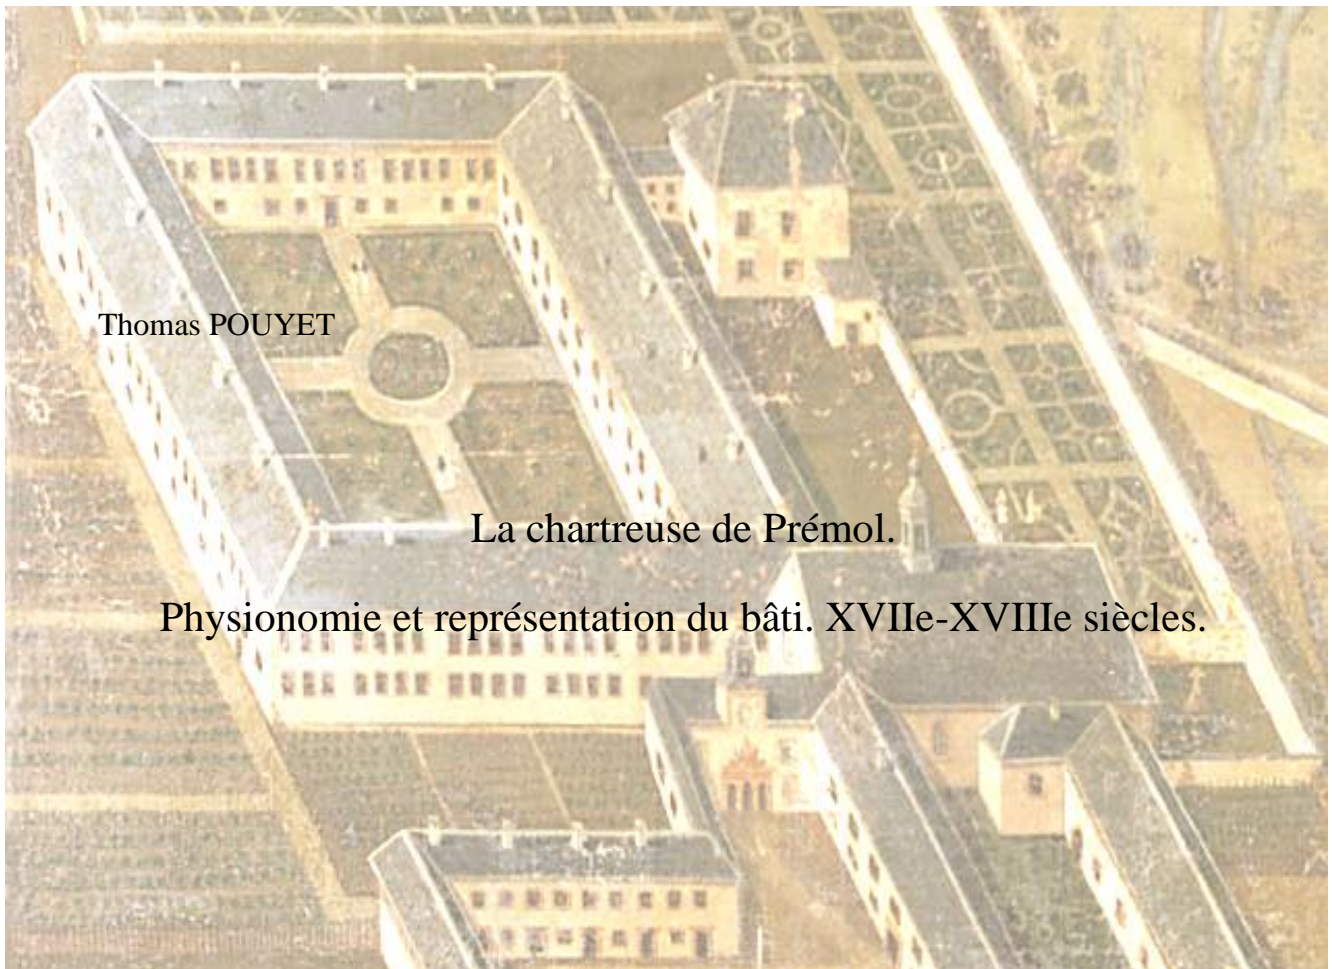 Thomas POUYET
La chartreuse de Prémol.
Physionomie et représentation du bâti. XVIIe-XVIIIe siècles.